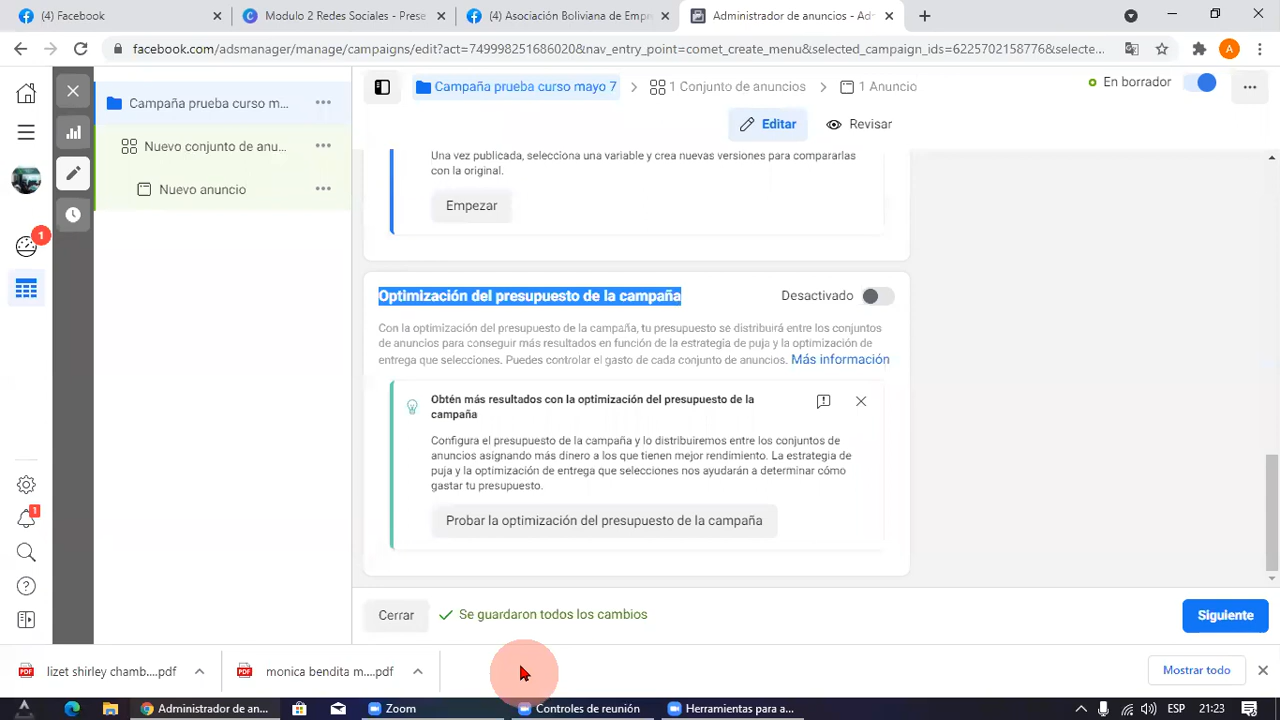 (4) Facebook
Modulo 2 Redes Sociales - Pres
(4) Asociación Boliviana de Empre
Administrador de anuncios - Adm
facebook.com/adsmanager/manage/campaigns/edit?act=749998251686020&nav_entry_point=comet_create_menu&selected_campaign_ids=6225702158776&selecte...
A
Campaña prueba curso m...
Nuevo conjunto de anu...
Nuevo anuncio
1
1
Campaña prueba curso mayo 7
1 Conjunto de anuncios
1 Anuncio
En borrador
Editar
Revisar
Una vez publicada, selecciona una variable y crea nuevas versiones para compararlas
con la original.
Empezar
Optimización del presupuesto de la campaña
Desactivado
Con la optimización del presupuesto de la campaña, tu presupuesto se distribuirá entre los conjuntos
de anuncios para conseguir más resultados en función de la estrategia de puja y la optimización de
entrega que selecciones. Puedes controlar el gasto de cada conjunto de anuncios. Más información
Obtén más resultados con la optimización del presupuesto de la
campaña
Configura el presupuesto de la campaña y lo distribuiremos entre los conjuntos de
anuncios asignando más dinero a los que tienen mejor rendimiento. La estrategia de
puja y la optimización de entrega que selecciones nos ayudarán a determinar cómo
gastar tu presupuesto.
Probar la optimización del presupuesto de la campaña
Cerrar
Se guardaron todos los cambios
Siguiente
lizet shirley chamb....pdf
monica bendita m....pdf
Mostrar todo
Administrador de an...
Zoom
Controles de reunión
Herramientas para a...
ESP
21:23